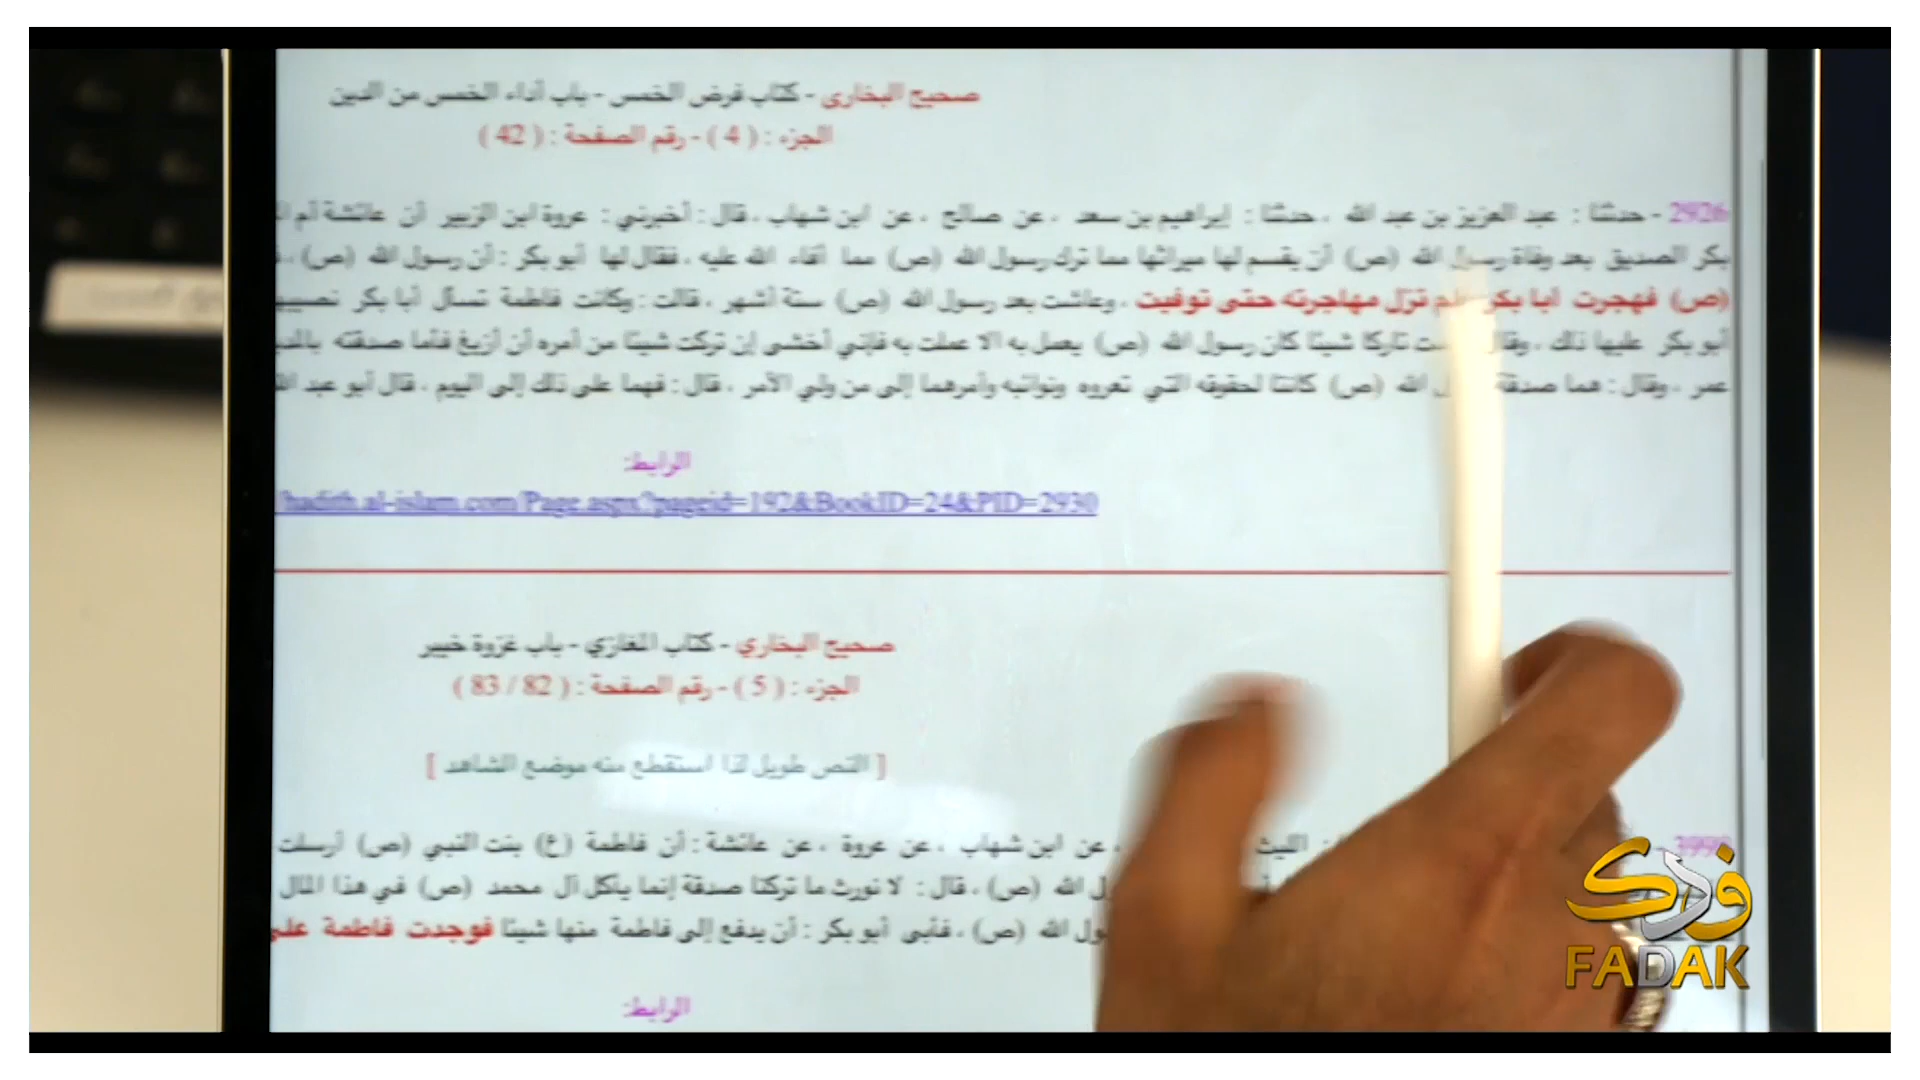 صحيح البخاري - كتاب فرض الخمس - باب أداء الخمس من الدين
الجزء : ( 4 ) - رقم الصفحة : ( 42 )
2926 - حدثنا : عبد العزيز بن عبد الله ، حدثنا : إبراهيم بن سعد ، عن صالح ، عن ابن شهاب ، قال : أخبرني : عروة ابن الزبير أن عائشة أم
بكر الصديق بعد وفاة رسول الله (ص) أن يقسم لها ميراثها مما ترك رسول الله (ص) مما أفاء الله عليه ، فقال لها أبو بكر : أن رسول الله (ص) ،
(ص) فهجرت أبا بكر تزل مهاجرته حتى توفيت ، وعاشت بعد رسول الله (ص) ستة أشهر ، قالت : وكانت فاطمة تسأل أبا بكر
أبو بكر عليها ذلك ، تاركا شيئا كان رسول الله (ص) يعمل به الا عملت به فإني أخشى إن تركت شيئا من أمره أن أزيغ فأما صدقته
عمر ، وقال : هما صدقة الله (ص) كانتا لحقوقه التي تعروه ونوائبه وأمرهما إلى من ولي الأمر ، قال : فهما على ذلك إلى اليوم ، قال أبو عبد
الرابط:
hadith.al-islam.com/Page.aspx?pageid=192&BookID=24&PID=2930
صحيح البخاري - كتاب المغازي - باب غزوة خيبر
الجزء : ( 5 ) - رقم الصفحة : ( 82 / 83 )
[ النص طويل لذا استقطع منه موضع الشاهد ]
الليث عن ابن شهاب ، عن عروة ، عن عائشة : أن فاطمة (ع) بنت النبي (ص) أرسلت
الله (ص) ، قال : لا نورث ما تركنا صدقة إنما يأكل آل محمد (ص) في هذا المال
الله (ص) ، فأبى أبو بكر : أن يدفع إلى فاطمة منها شيئا فوجدت فاطمة
الرابط:
فدك
FADAK